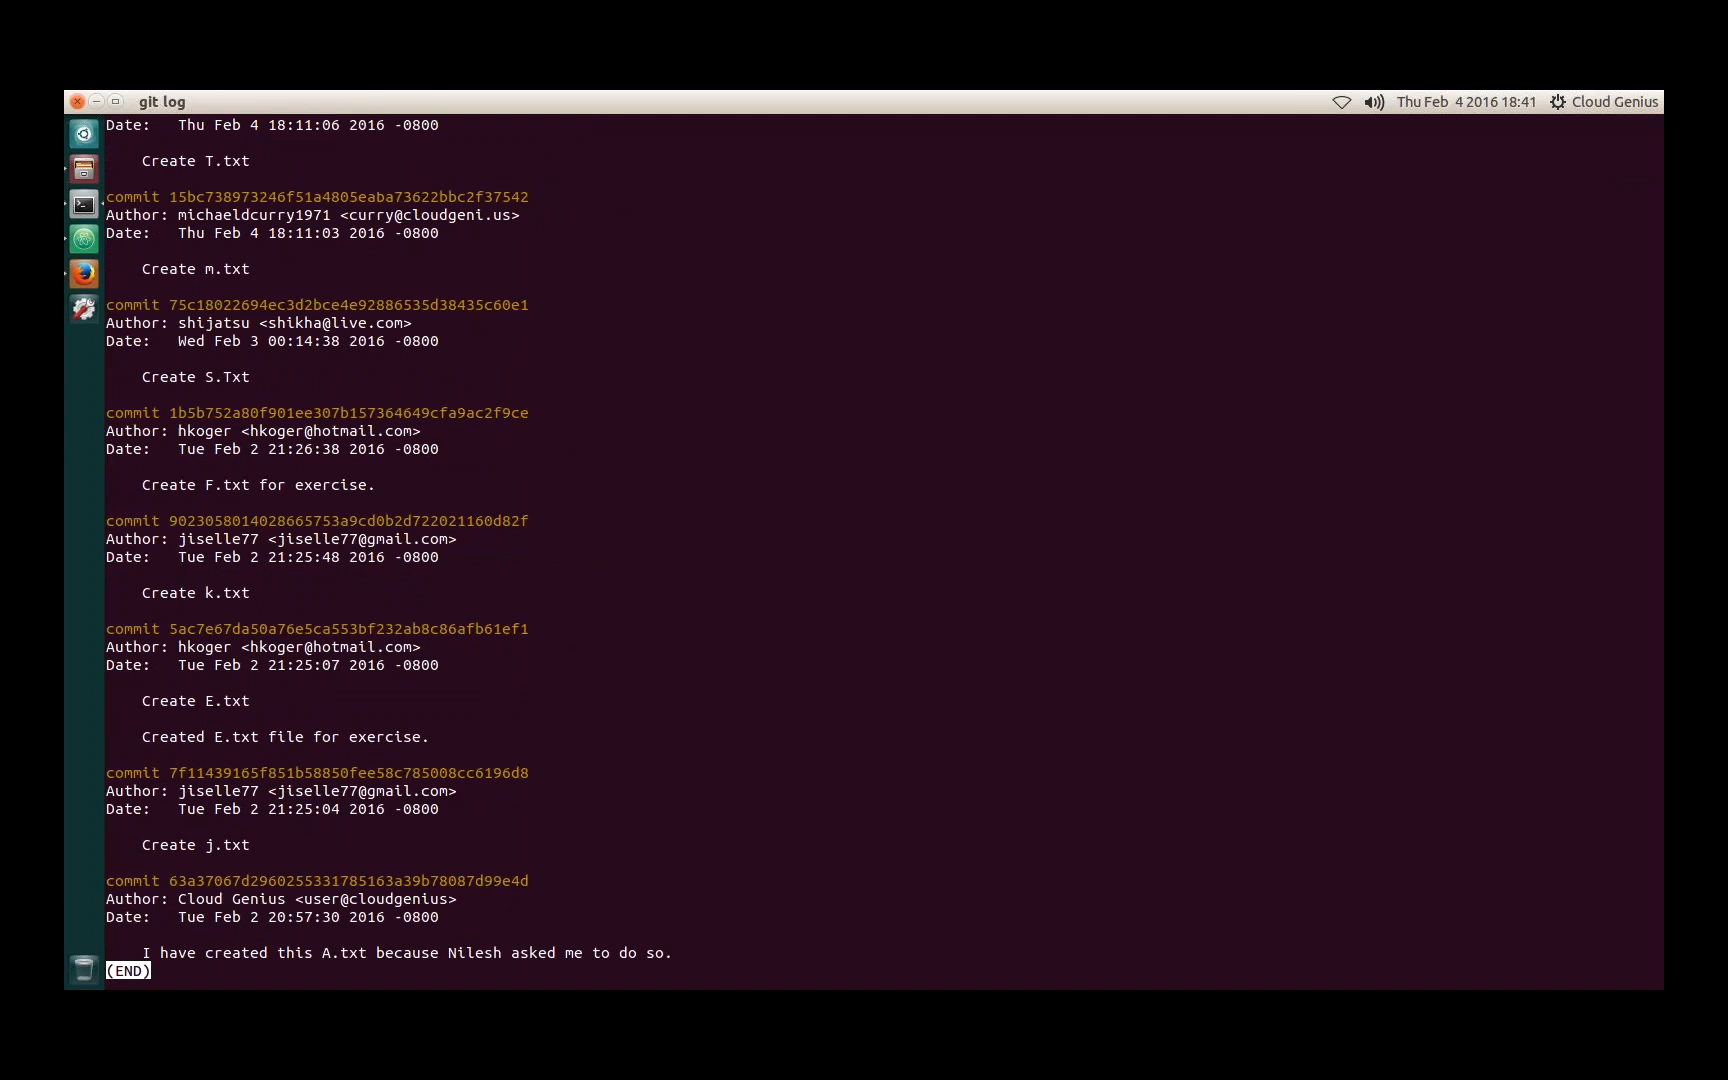 git log
Thu Feb 4 2016 18:41 Cloud Genius
Date:   Thu Feb 4 18:11:06 2016 -0800
Create T.txt
commit 15bc738973246f51a4805eaba73622bbc2f37542
Author: michaeldcurry1971 <curry@cloudgeni.us>
Date:   Thu Feb 4 18:11:03 2016 -0800
Create m.txt
commit 75c18022694ec3d2bce4e92886535d38435c60e1
Author: shijatsu <shikha@live.com>
Date:   Wed Feb 3 00:14:38 2016 -0800
Create S.Txt
commit 1b5b752a80f901ee307b157364649cfa9ac2f9ce
Author: hkoger <hkoger@hotmail.com>
Date:   Tue Feb 2 21:26:38 2016 -0800
Create F.txt for exercise.
commit 9023058014028665753a9cd0b2d722021160d82f
Author: jiselle77 <jiselle77@gmail.com>
Date:   Tue Feb 2 21:25:48 2016 -0800
Create k.txt
commit 5ac7e67da50a76e5ca553bf232ab8c86afb61ef1
Author: hkoger <hkoger@hotmail.com>
Date:   Tue Feb 2 21:25:07 2016 -0800
Create E.txt
Created E.txt file for exercise.
commit 7f11439165f851b58850fee58c785008cc6196d8
Author: jiselle77 <jiselle77@gmail.com>
Date:   Tue Feb 2 21:25:04 2016 -0800
Create j.txt
commit 63a37067d2960255331785163a39b78087d99e4d
Author: Cloud Genius <user@cloudgenius>
Date:   Tue Feb 2 20:57:30 2016 -0800
I have created this A.txt because Nilesh asked me to do so.
(END)